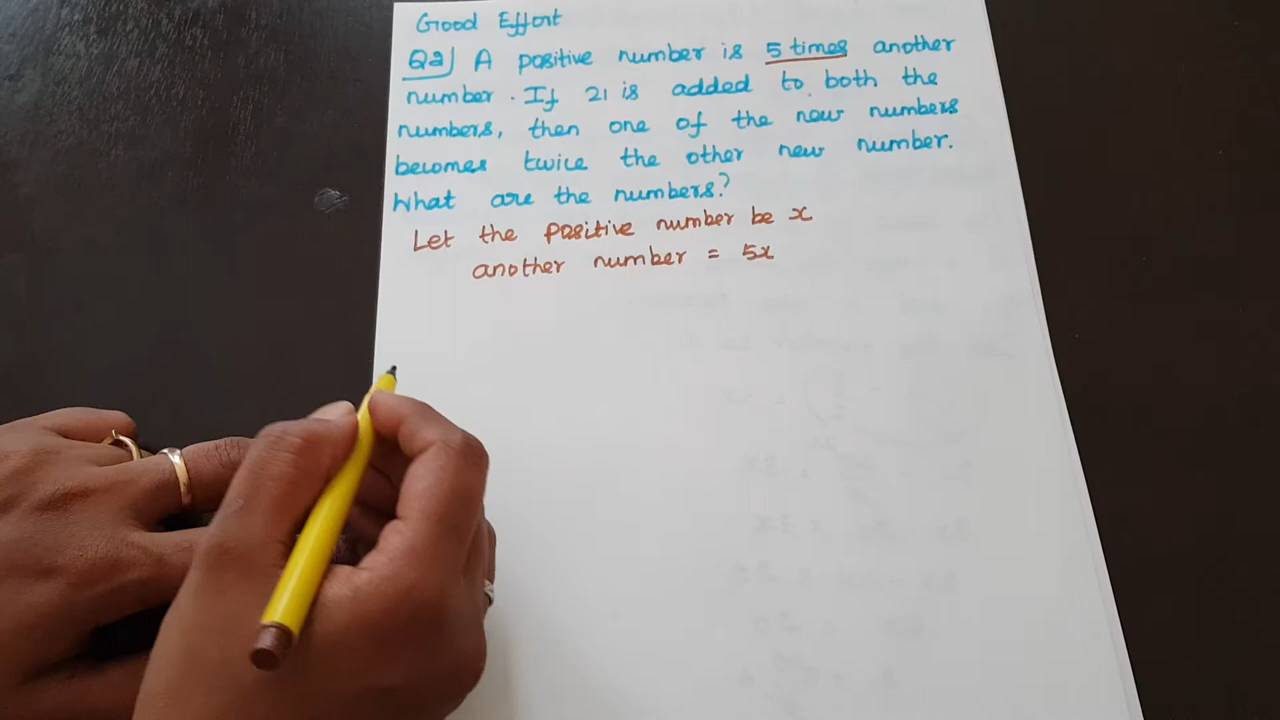 Good Effort
Q2) A positive number is 5 times another
number. If 21 is added to both the
numbers, then one of the new numbers
becomes twice the other new number.
What are the numbers?
Let the positive number be x
another number = 5x